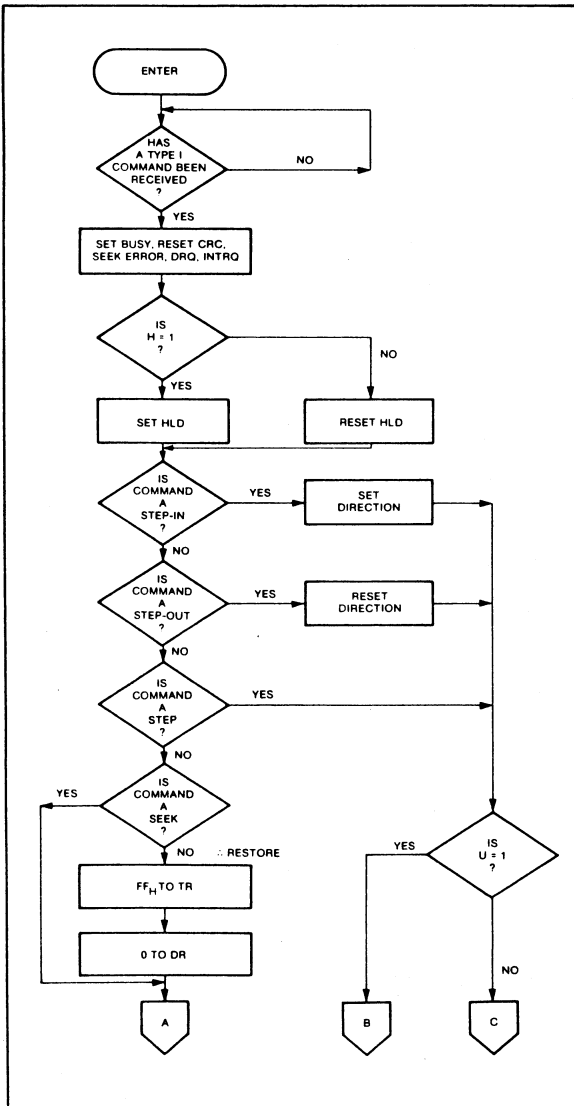 ENTER
HAS
A TYPE I
COMMAND BEEN
RECEIVED
?
NO
YES
SET BUSY, RESET CRC,
SEEK ERROR, DRQ, INTRQ
IS
H = 1
?
NO
YES
SET HLD
RESET HLD
IS
COMMAND
A
STEP-IN
?
YES
SET
DIRECTION
NO
IS
COMMAND
A
STEP-OUT
?
YES
RESET
DIRECTION
NO
IS
COMMAND
A
STEP
?
YES
NO
IS
COMMAND
A
SEEK
?
YES
NO ∴ RESTORE
IS
U = 1
?
YES
NO
FFH TO TR
0 TO DR
A
B
C